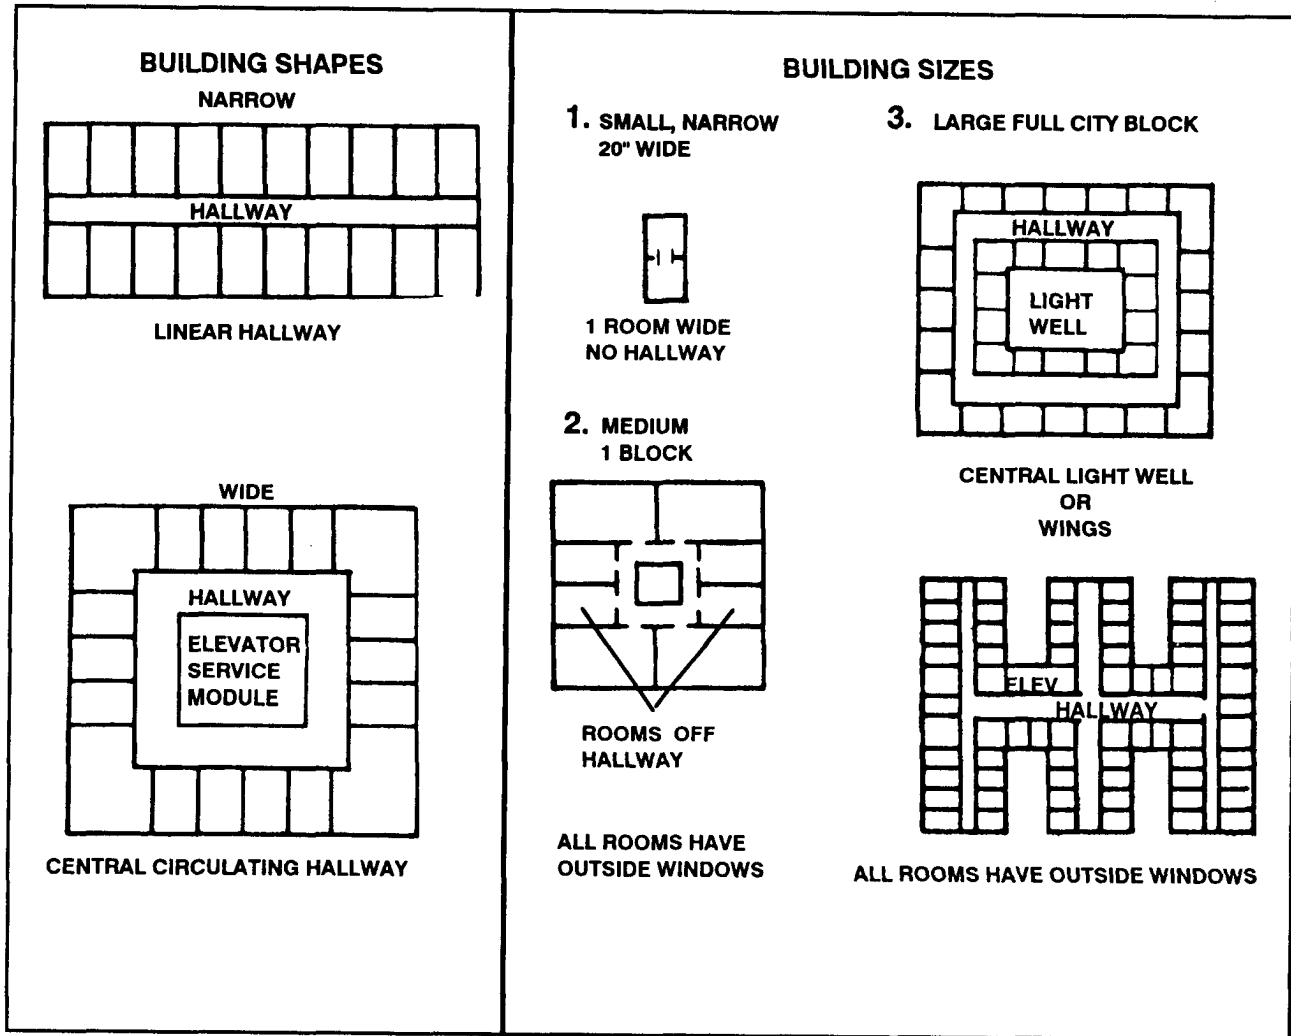 BUILDING SHAPES
NARROW
HALLWAY
LINEAR HALLWAY
WIDE
HALLWAY
ELEVATOR
SERVICE
MODULE
CENTRAL CIRCULATING HALLWAY
BUILDING SIZES
1. SMALL, NARROW
20" WIDE
1 ROOM WIDE
NO HALLWAY
2. MEDIUM
1 BLOCK
ROOMS OFF
HALLWAY
ALL ROOMS HAVE
OUTSIDE WINDOWS
3. LARGE FULL CITY BLOCK
HALLWAY
LIGHT
WELL
CENTRAL LIGHT WELL
OR
WINGS
ELEV
HALLWAY
ALL ROOMS HAVE OUTSIDE WINDOWS